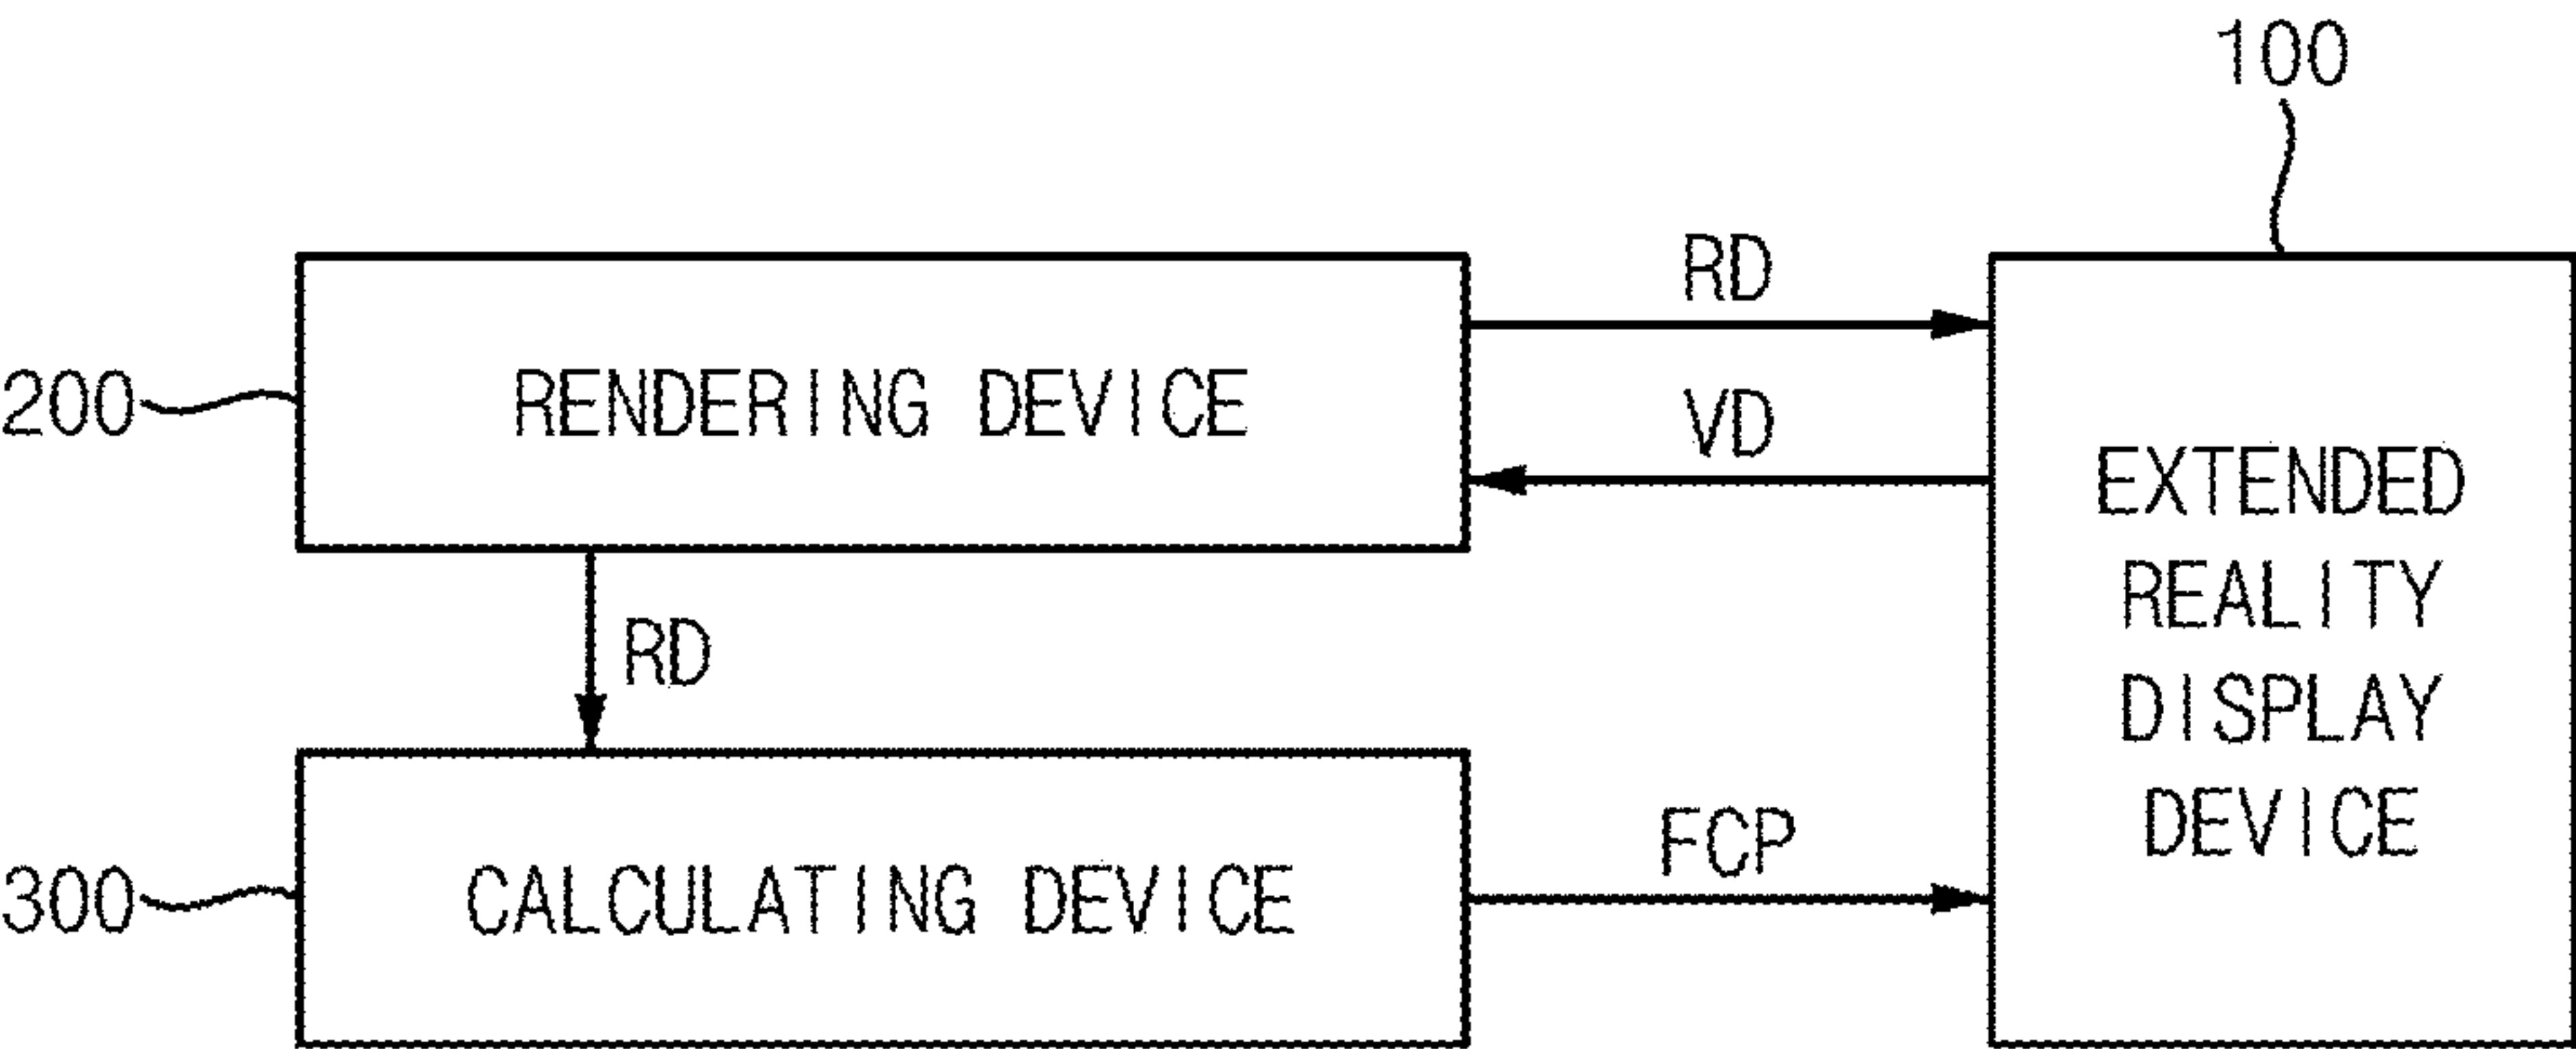 100
RD
200
RENDERING DEVICE
VD
EXTENDED
REALITY
DISPLAY
DEVICE
RD
300
CALCULATING DEVICE
FCP